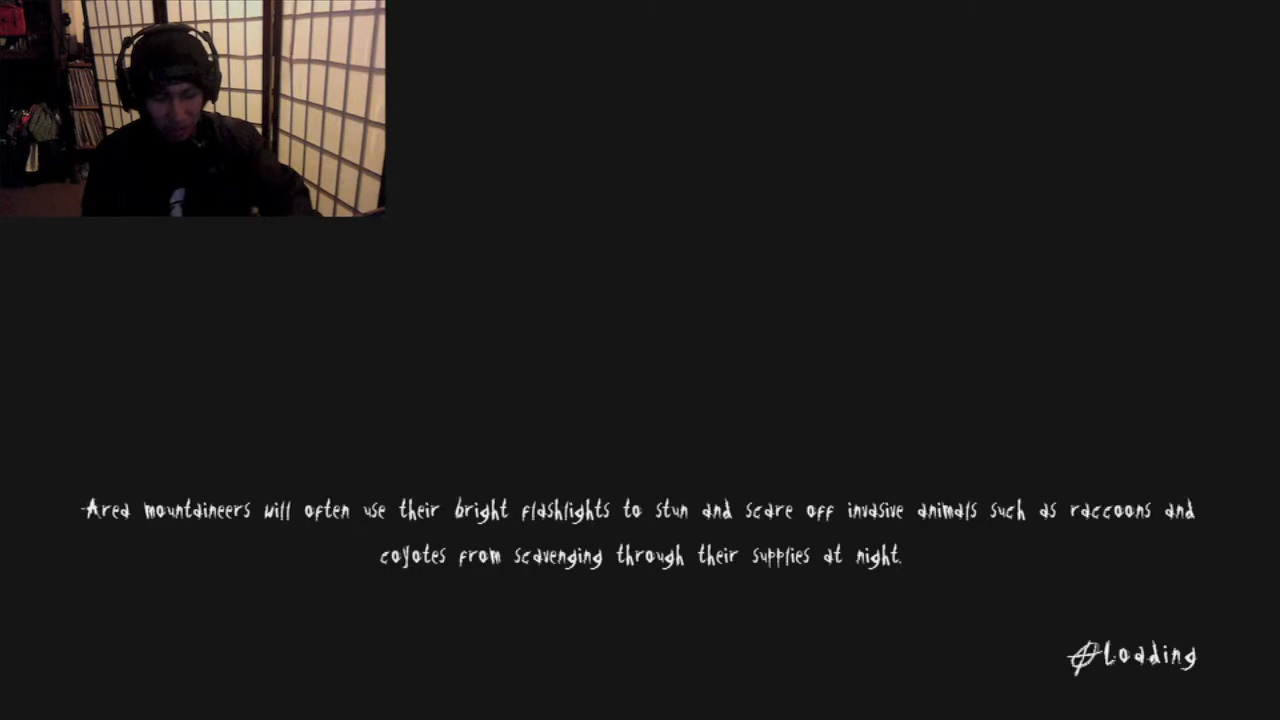 Area mountaineers will often use their bright flashlights to stun and scare off invasive animals such as raccoons and
coyotes from scavenging through their supplies at night.
Loading